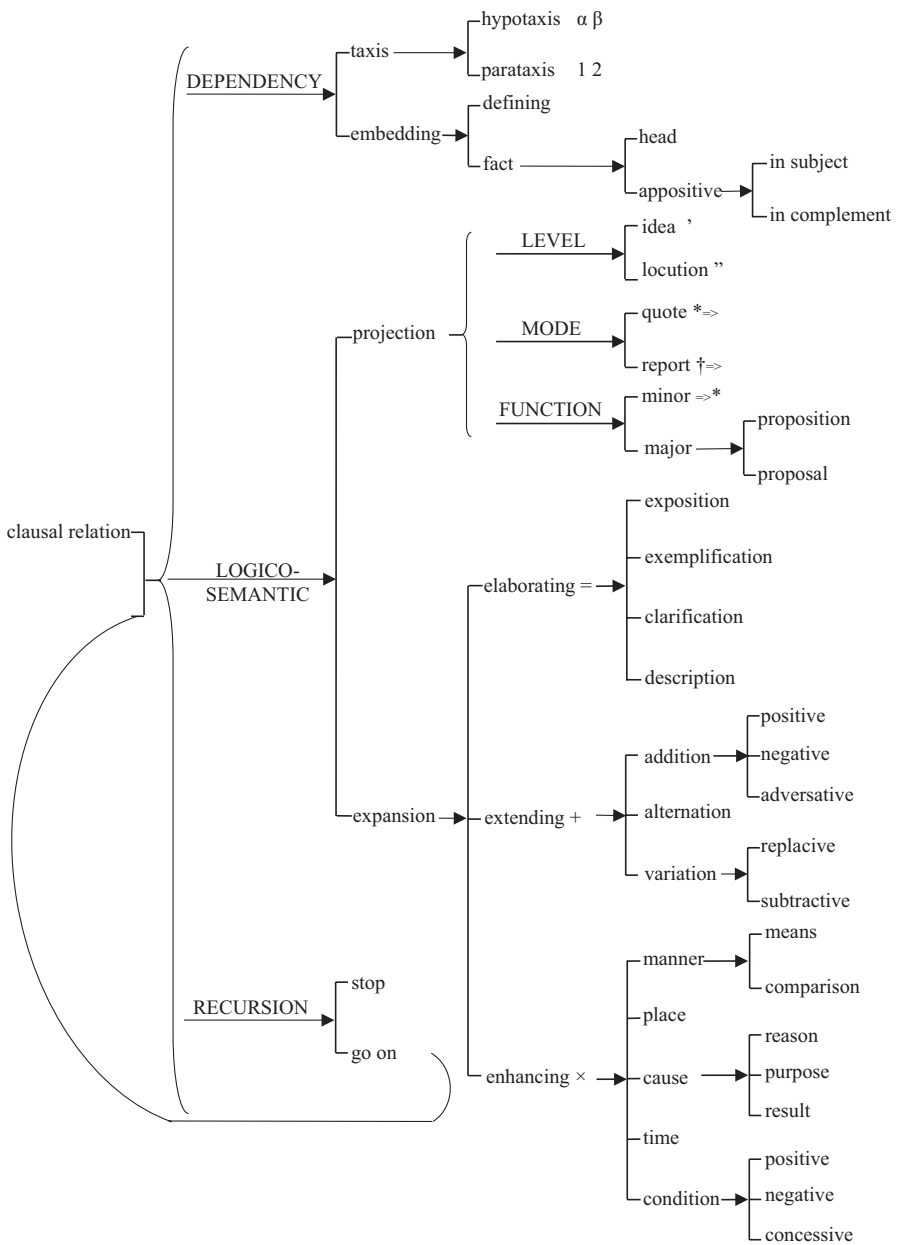 hypotaxis α β
taxis
parataxis 1 2
DEPENDENCY
defining
embedding
head
fact
in subject
appositive
in complement
idea ’
LEVEL
locution ”
quote *=>
projection
MODE
report †=>
minor =>*
FUNCTION
proposition
major
proposal
exposition
clausal relation
exemplification
LOGICO-
elaborating =
SEMANTIC
clarification
description
positive
addition
negative
adversative
expansion
extending +
alternation
replacive
variation
subtractive
means
manner
stop
comparison
RECURSION
place
reason
go on
enhancing ×
cause
purpose
result
time
positive
condition
negative
concessive